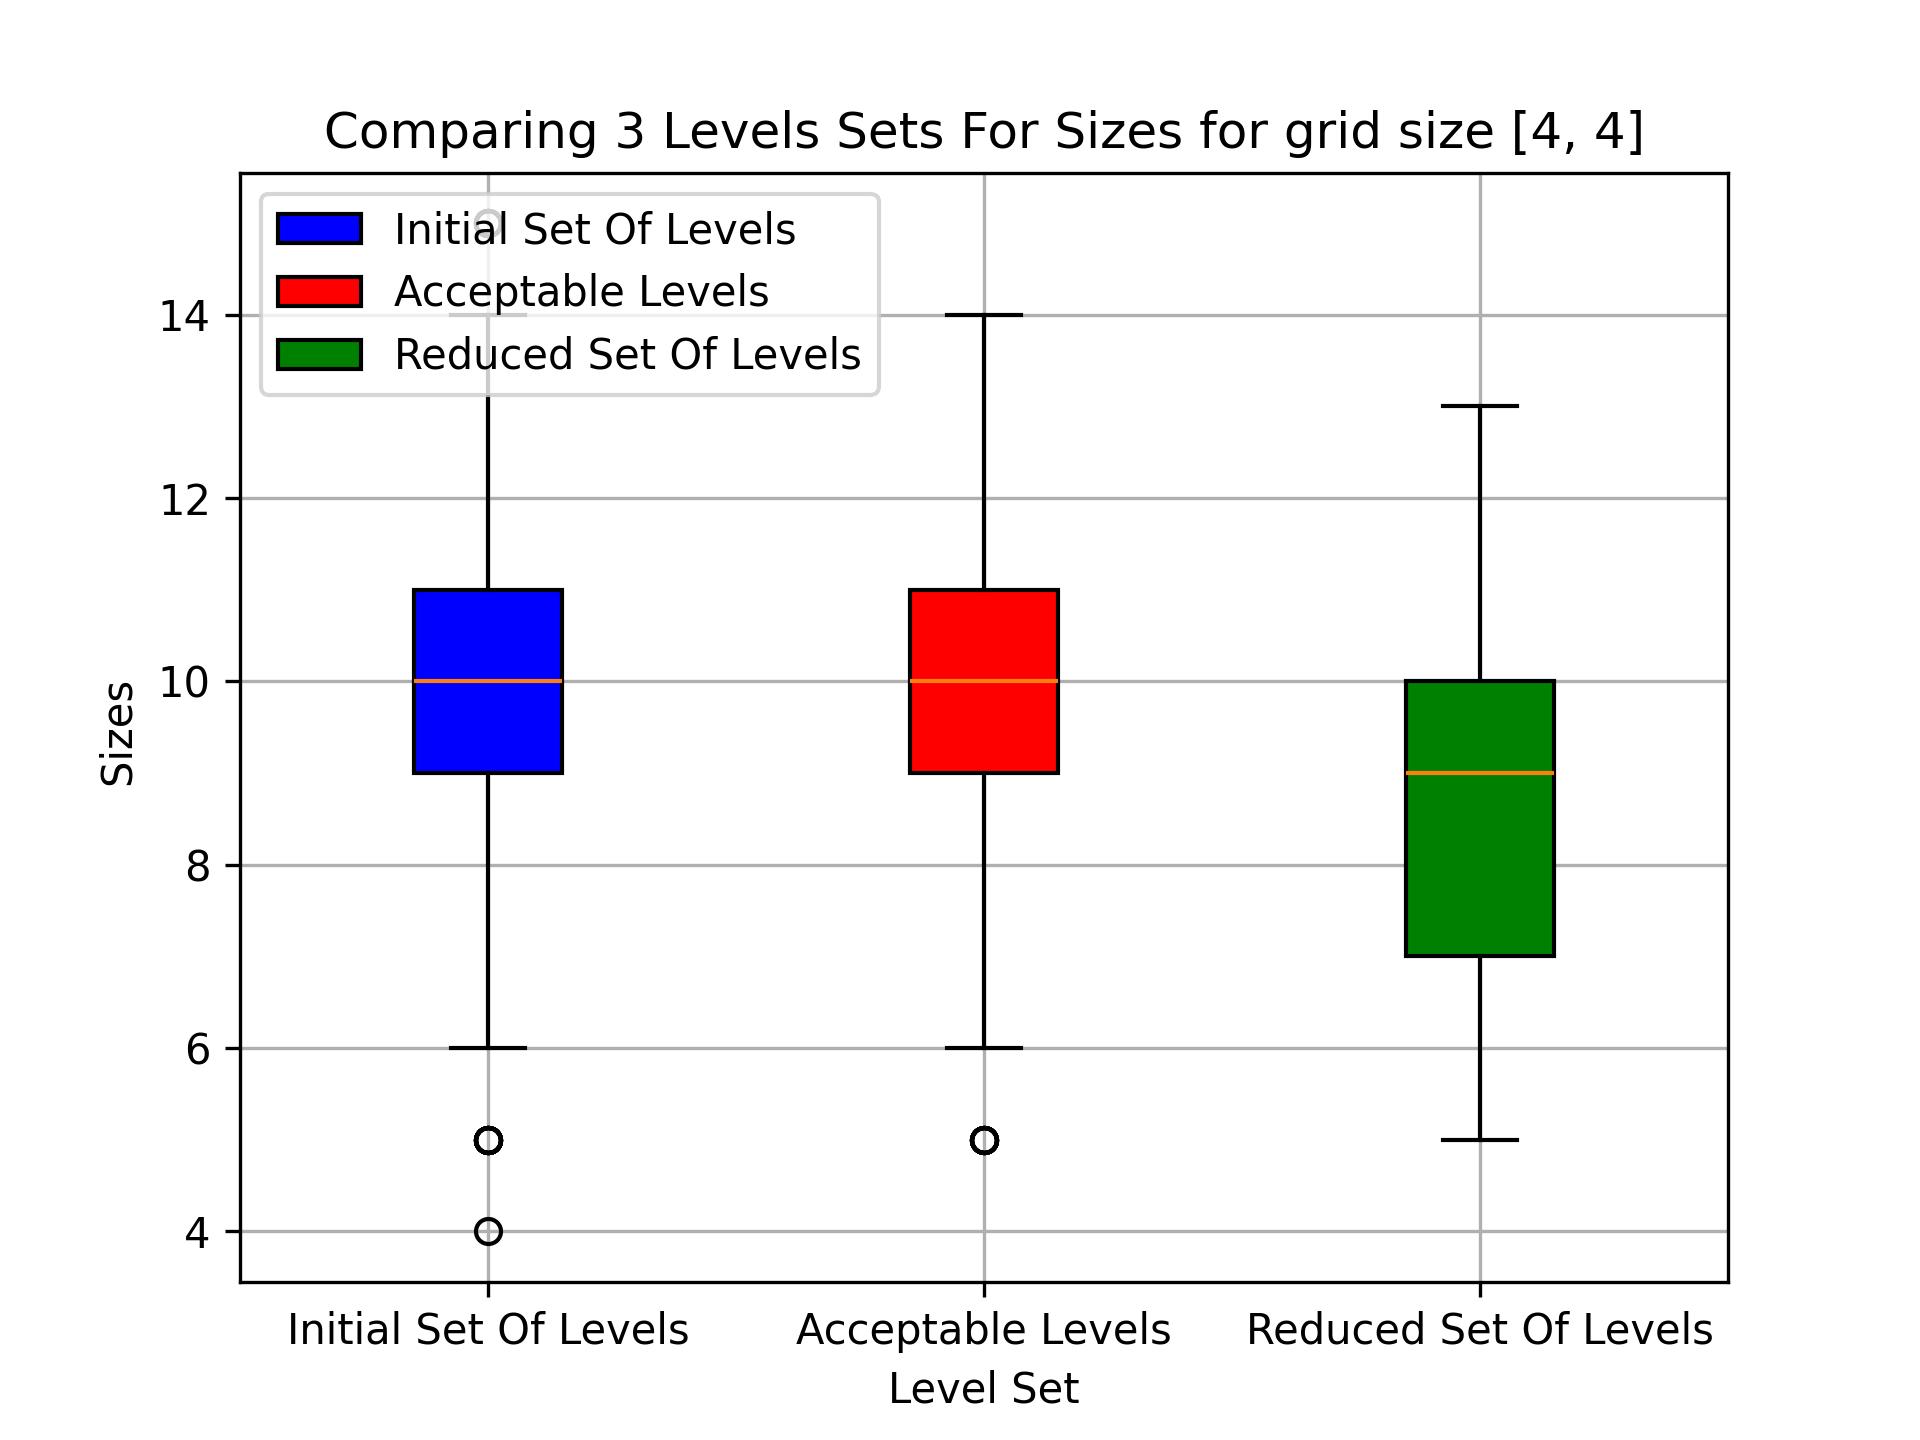 Comparing 3 Levels Sets For Sizes for grid size [4, 4]
Initial Set Of Levels
Acceptable Levels
Reduced Set Of Levels
14
12
10
8
6
4
Sizes
Initial Set Of Levels
Acceptable Levels
Reduced Set Of Levels
Level Set